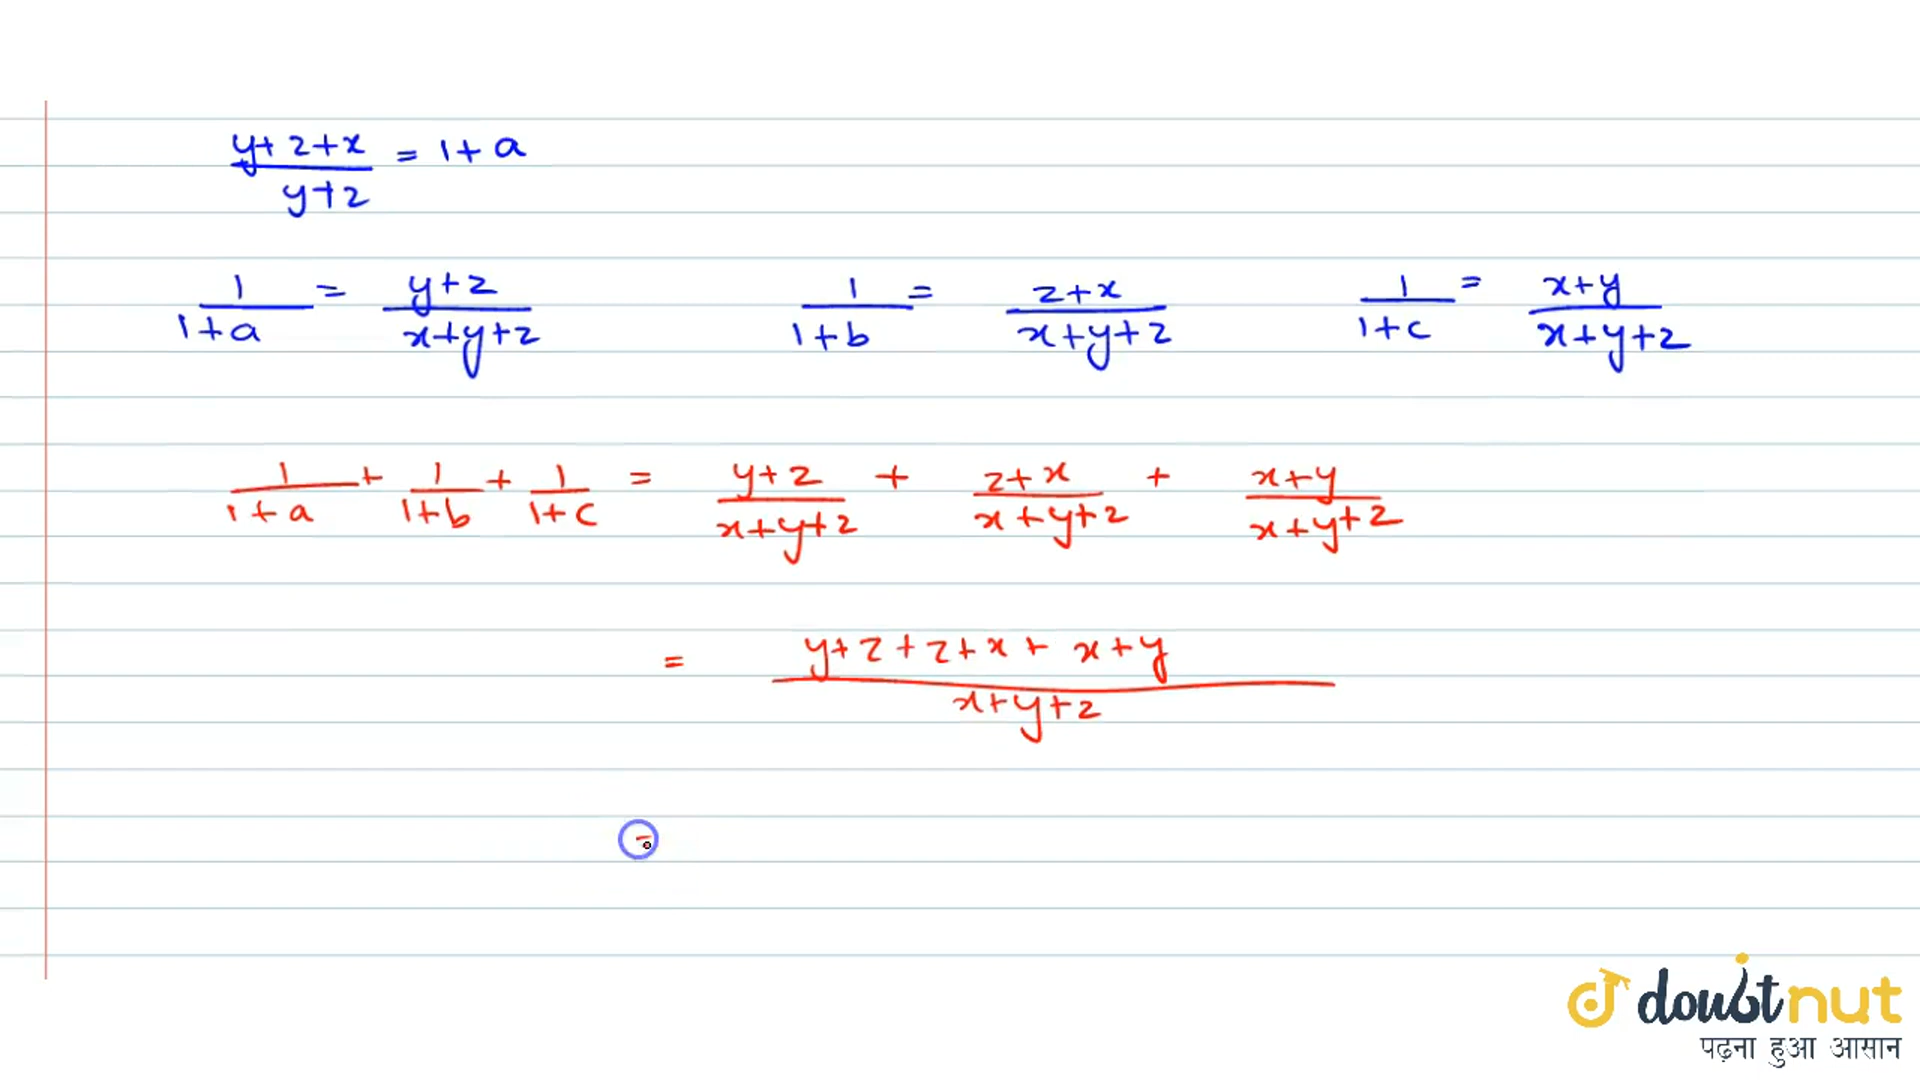 (y+z+x)/(y+z) = 1+a
1/(1+a) = (y+z)/(x+y+z) 1/(1+b) = (z+x)/(x+y+z) 1/(1+c) = (x+y)/(x+y+z)
1/(1+a) + 1/(1+b) + 1/(1+c) = (y+z)/(x+y+z) + (z+x)/(x+y+z) + (x+y)/(x+y+z)
= (y+z+z+x+x+y)/(x+y+z)
doubtnut
पढ़ना हुआ आसान